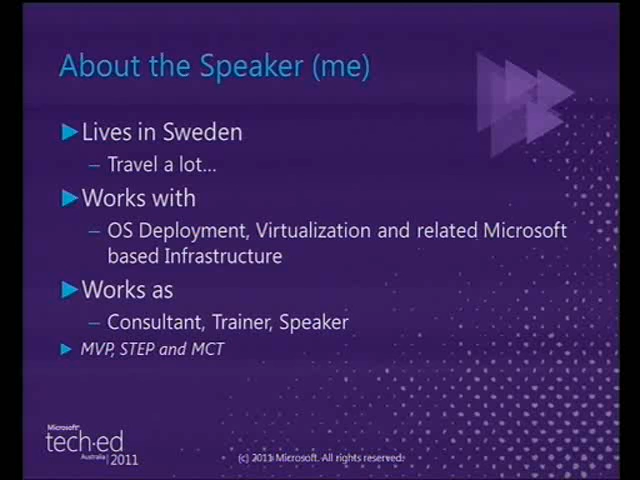 About the Speaker (me)
Lives in Sweden
– Travel a lot...
Works with
– OS Deployment, Virtualization and related Microsoft
based Infrastructure
Works as
– Consultant, Trainer, Speaker
MVP, STEP and MCT
Microsoft
tech·ed
Australia | 2011
(c) 2011 Microsoft. All rights reserved.